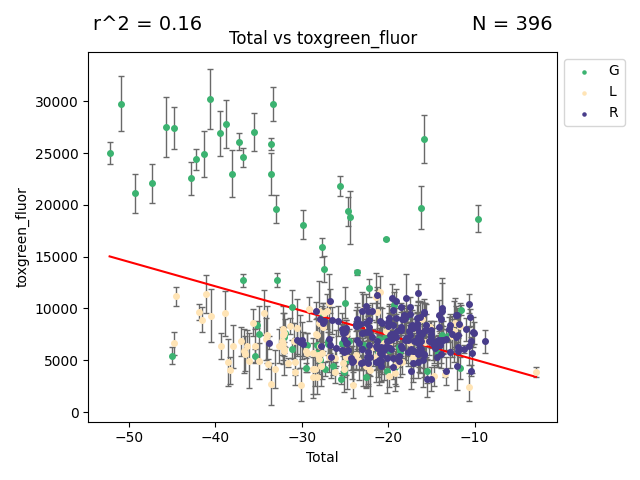 r^2 = 0.16
N = 396
Total vs toxgreen_fluor
G
L
R
30000
25000
20000
15000
10000
5000
0
toxgreen_fluor
−50
−40
−30
−20
−10
Total